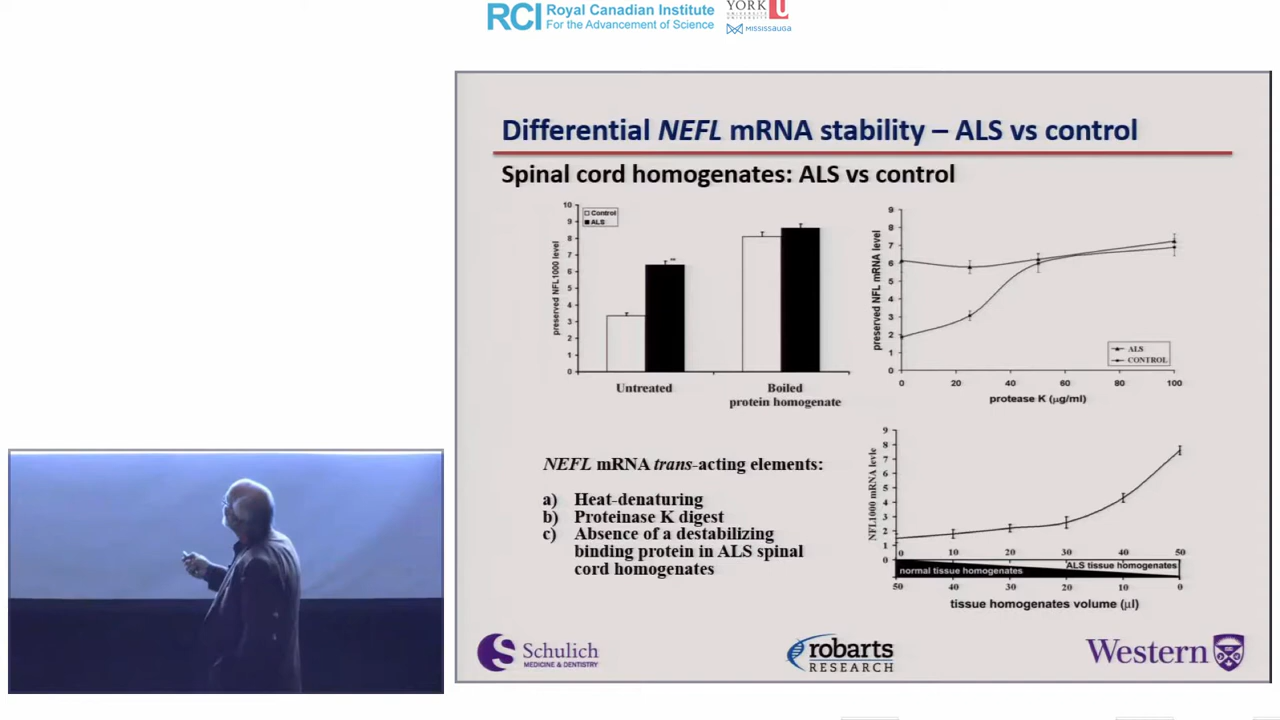 RCI Royal Canadian Institute
For the Advancement of Science
YORK U
UNIVERSITÉ
UNIVERSITY
MISSISSAUGA
Differential NEFL mRNA stability – ALS vs control
Spinal cord homogenates: ALS vs control
preserved NFL1000 level
10
9
8
7
6
5
4
3
2
1
0
Control
ALS
**
Untreated
Boiled
protein homogenate
preserved NFL mRNA level
9
8
7
6
5
4
3
2
1
0
ALS
CONTROL
0 20 40 60 80 100
protease K (μg/ml)
NEFL mRNA trans-acting elements:
a) Heat-denaturing
b) Proteinase K digest
c) Absence of a destabilizing
binding protein in ALS spinal
cord homogenates
NFL1000 mRNA levle
9
8
7
6
5
4
3
2
1
0
0 10 20 30 40 50
ALS tissue homogenates
normal tissue homogenates
50 40 30 20 10 0
tissue homogenates volume (μl)
Schulich
MEDICINE & DENTISTRY
robarts
RESEARCH
Western